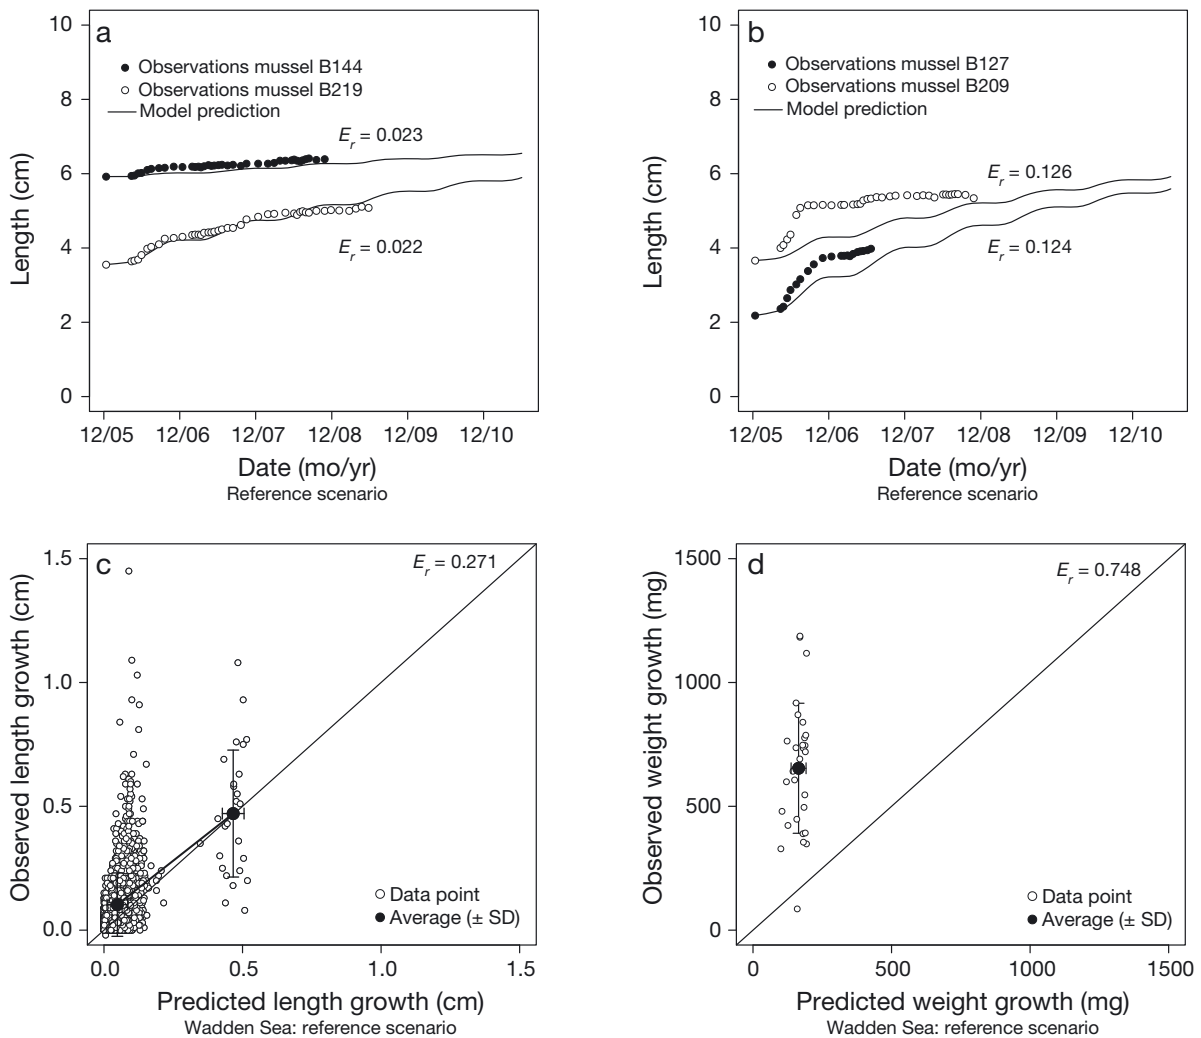 a
Observations mussel B144
Observations mussel B219
Model prediction
E_r = 0.023
E_r = 0.022
10
8
6
4
2
0
Length (cm)
12/05 12/06 12/07 12/08 12/09 12/10
Date (mo/yr)
Reference scenario
b
Observations mussel B127
Observations mussel B209
Model prediction
E_r = 0.126
E_r = 0.124
10
8
6
4
2
0
Length (cm)
12/05 12/06 12/07 12/08 12/09 12/10
Date (mo/yr)
Reference scenario
c
E_r = 0.271
1.5
1.0
0.5
0.0
Observed length growth (cm)
Data point
Average (± SD)
0.0 0.5 1.0 1.5
Predicted length growth (cm)
Wadden Sea: reference scenario
d
E_r = 0.748
1500
1000
500
0
Observed weight growth (mg)
Data point
Average (± SD)
0 500 1000 1500
Predicted weight growth (mg)
Wadden Sea: reference scenario